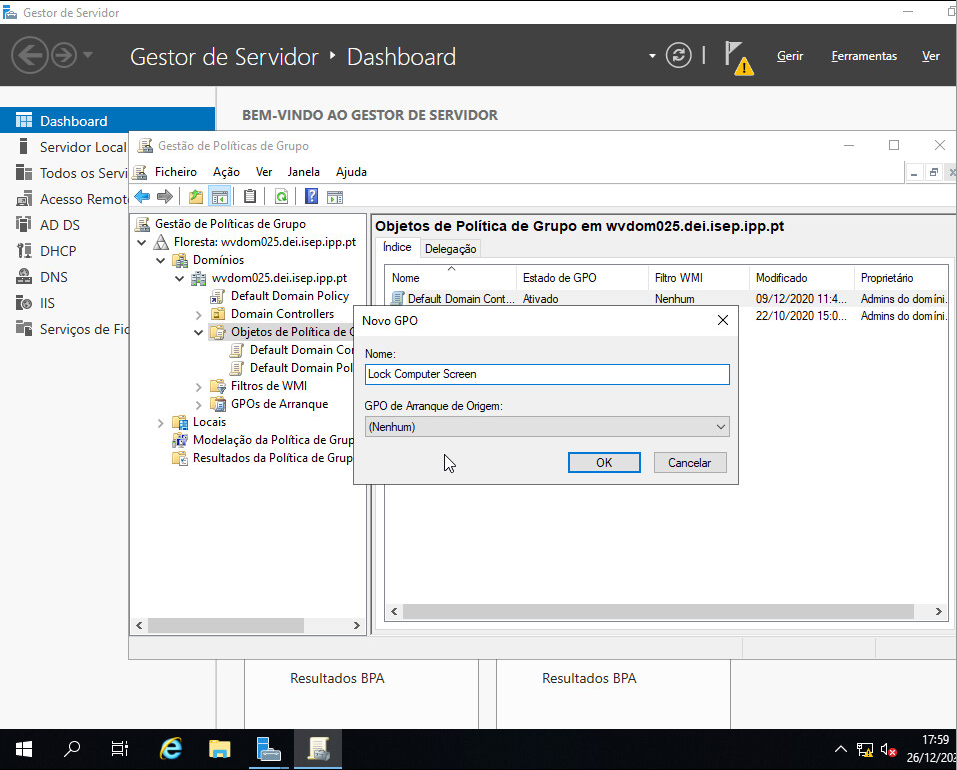 Gestor de Servidor
Gestor de Servidor Dashboard
Gerir Ferramentas Ver
Dashboard
BEM-VINDO AO GESTOR DE SERVIDOR
Servidor Local
Todos os Servi
Acesso Remot
AD DS
DHCP
DNS
IIS
Serviços de Fic
Gestão de Políticas de Grupo
Ficheiro Ação Ver Janela Ajuda
Gestão de Políticas de Grupo
Floresta: wvdom025.dei.isep.ipp.pt
Domínios
wvdom025.dei.isep.ipp.pt
Default Domain Policy
Domain Controllers
Objetos de Política de G
Default Domain Con
Default Domain Pol
Filtros de WMI
GPOs de Arranque
Locais
Modelação da Política de Grup
Resultados da Política de Grup
Objetos de Política de Grupo em wvdom025.dei.isep.ipp.pt
Índice Delegação
Nome Estado de GPO Filtro WMI Modificado Proprietário
Default Domain Cont... Ativado Nenhum 09/12/2020 11:4... Admins do domíni.
22/10/2020 15:0... Admins do domíni.
Novo GPO
Nome:
Lock Computer Screen
GPO de Arranque de Origem:
(Nenhum)
OK Cancelar
Resultados BPA Resultados BPA
17:59
26/12/202